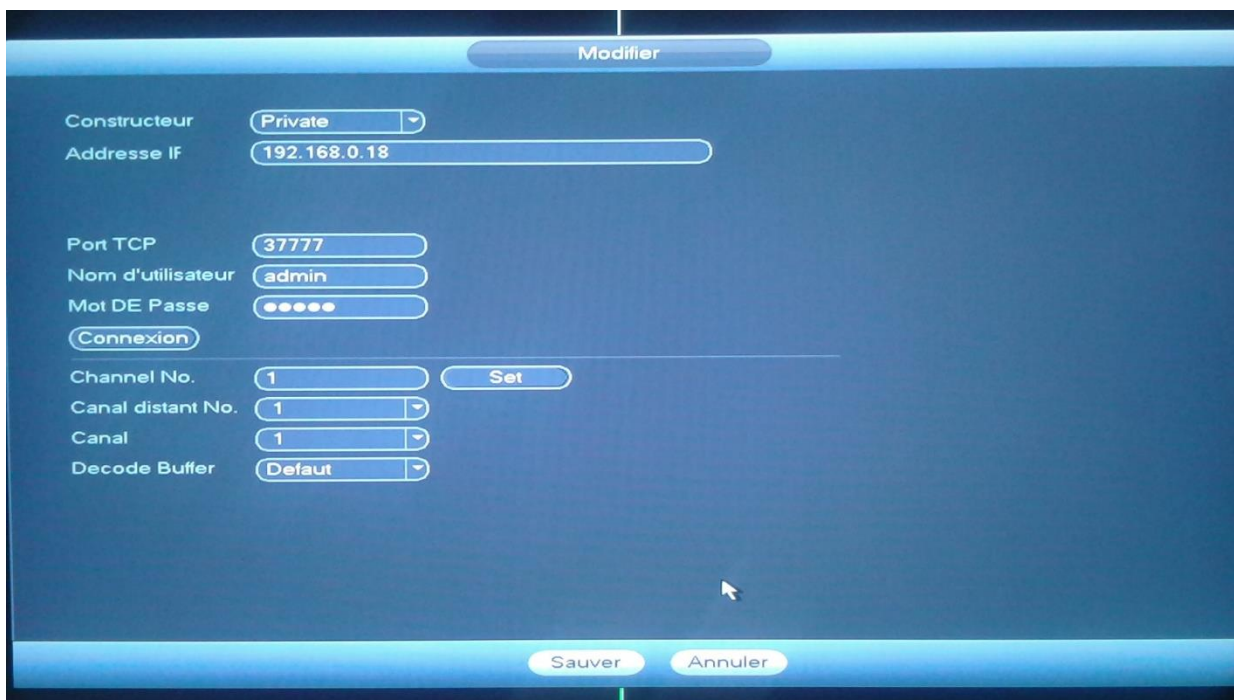 Modifier
Constructeur Private
Addresse IF 192.168.0.18
Port TCP 37777
Nom d'utilisateur admin
Mot DE Passe ●●●●●
Connexion
Channel No. 1 Set
Canal distant No. 1
Canal 1
Decode Buffer Defaut
Sauver Annuler